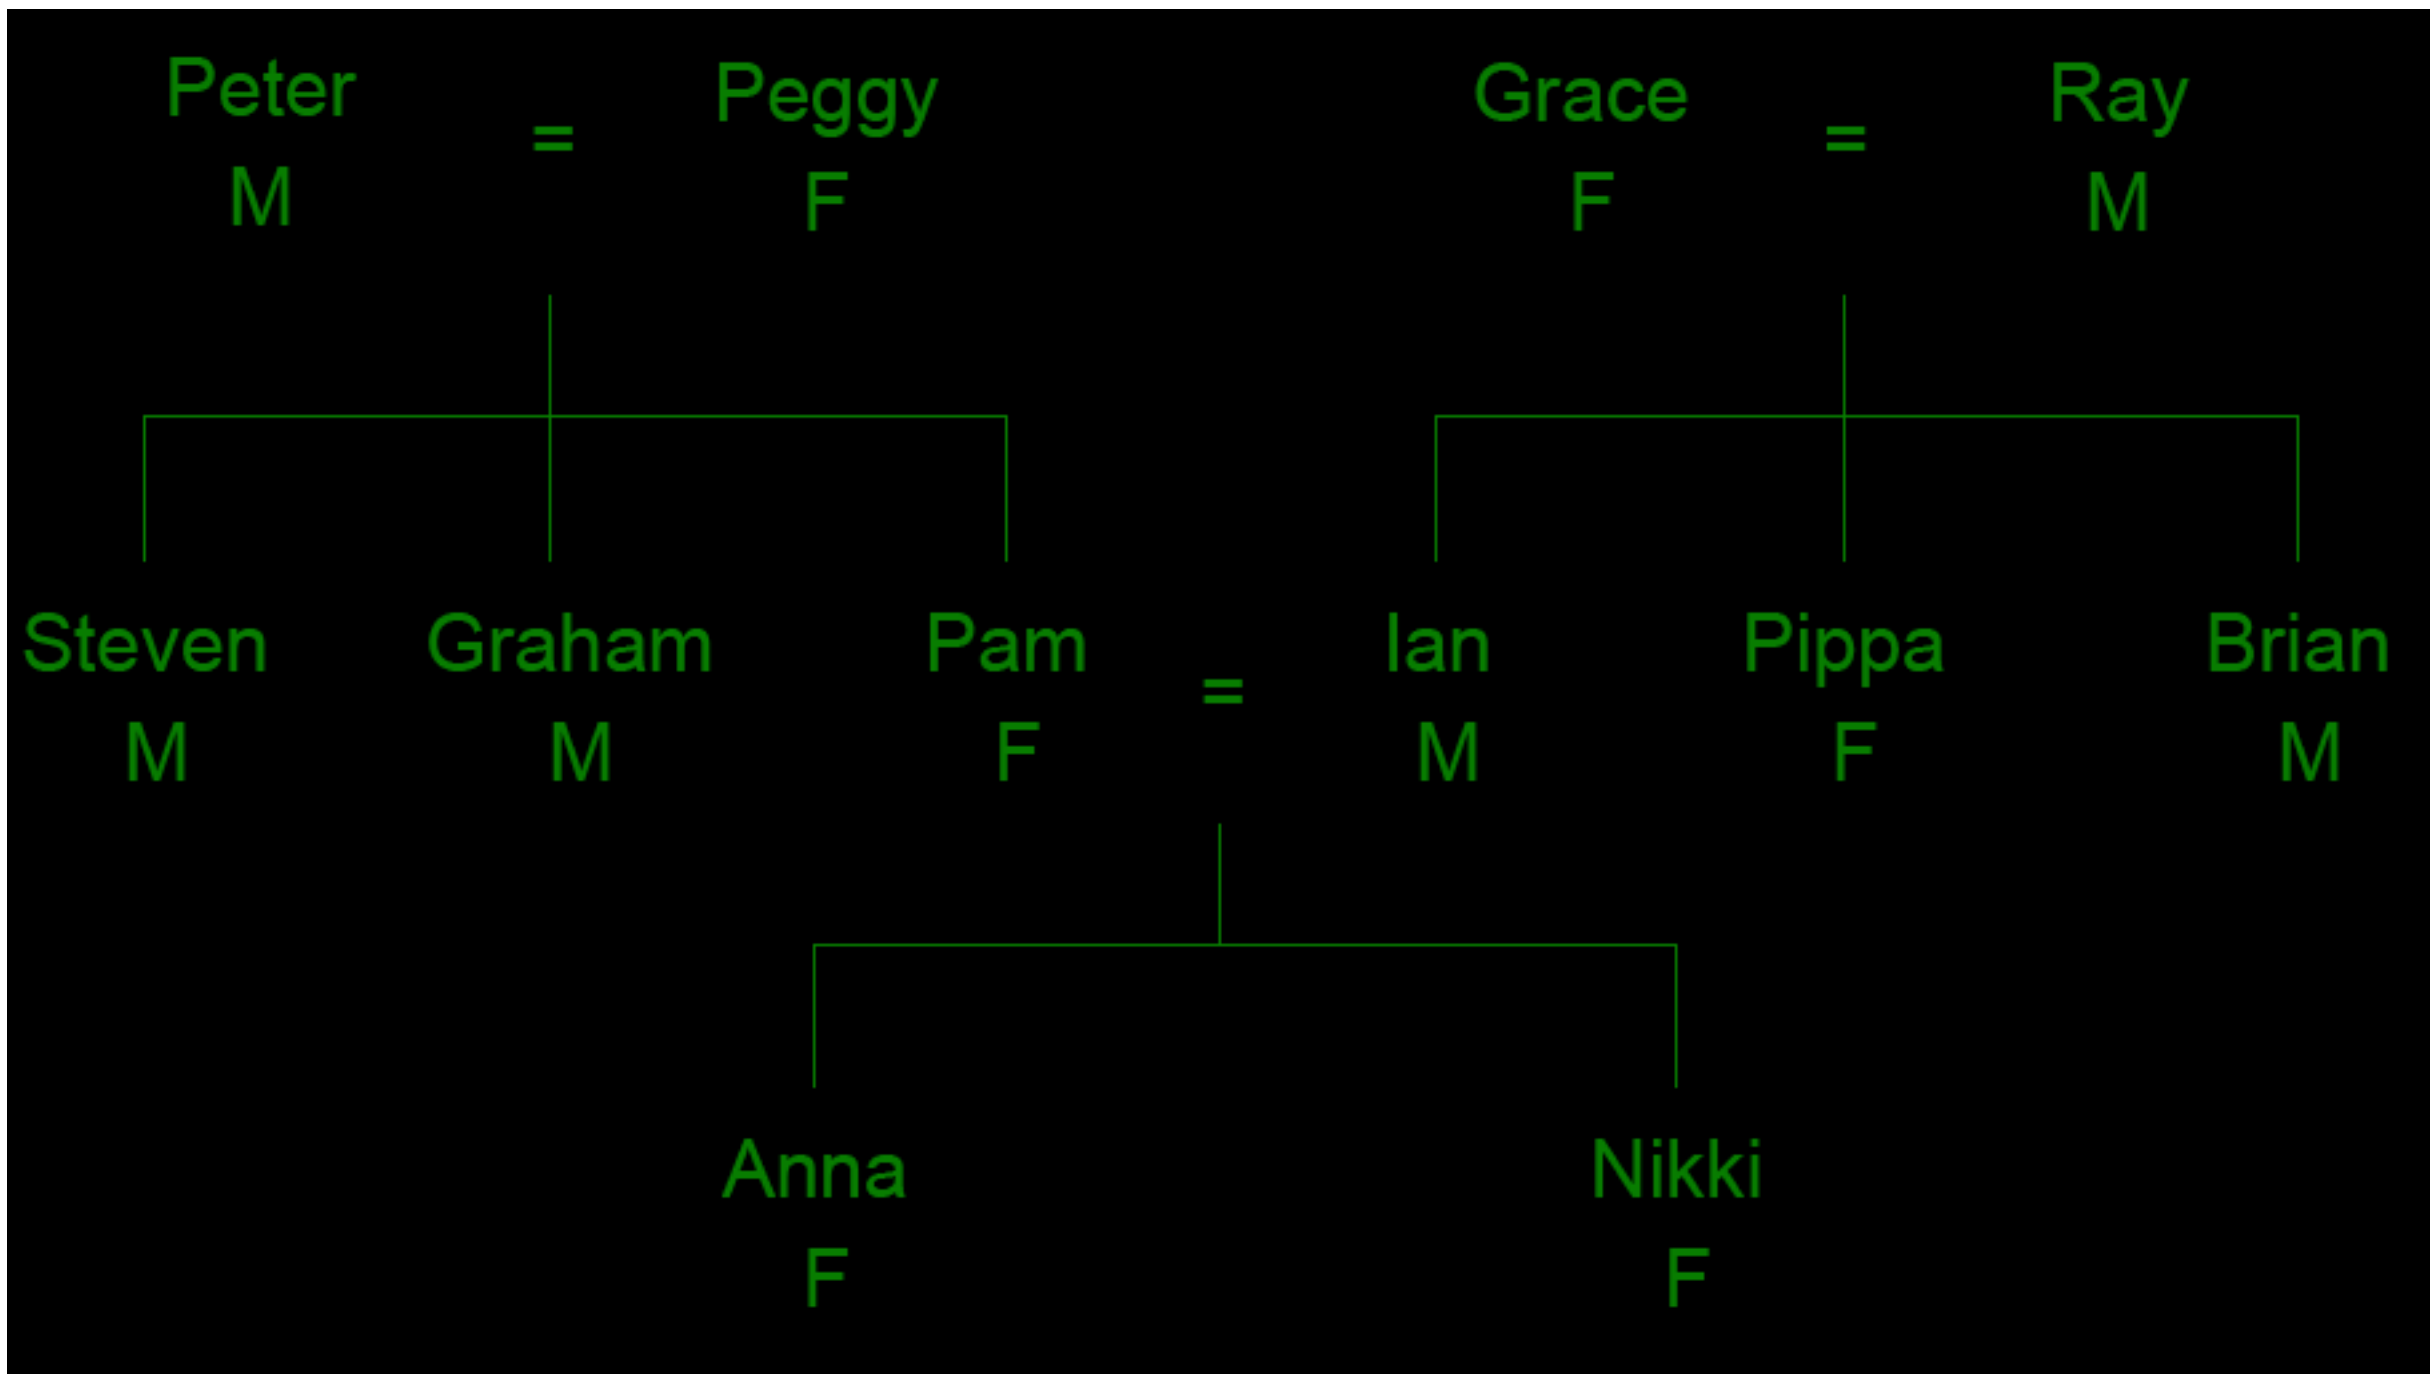 Peter = Peggy Grace = Ray
M F F M
Steven Graham Pam = Ian Pippa Brian
M M F M F M
Anna Nikki
F F